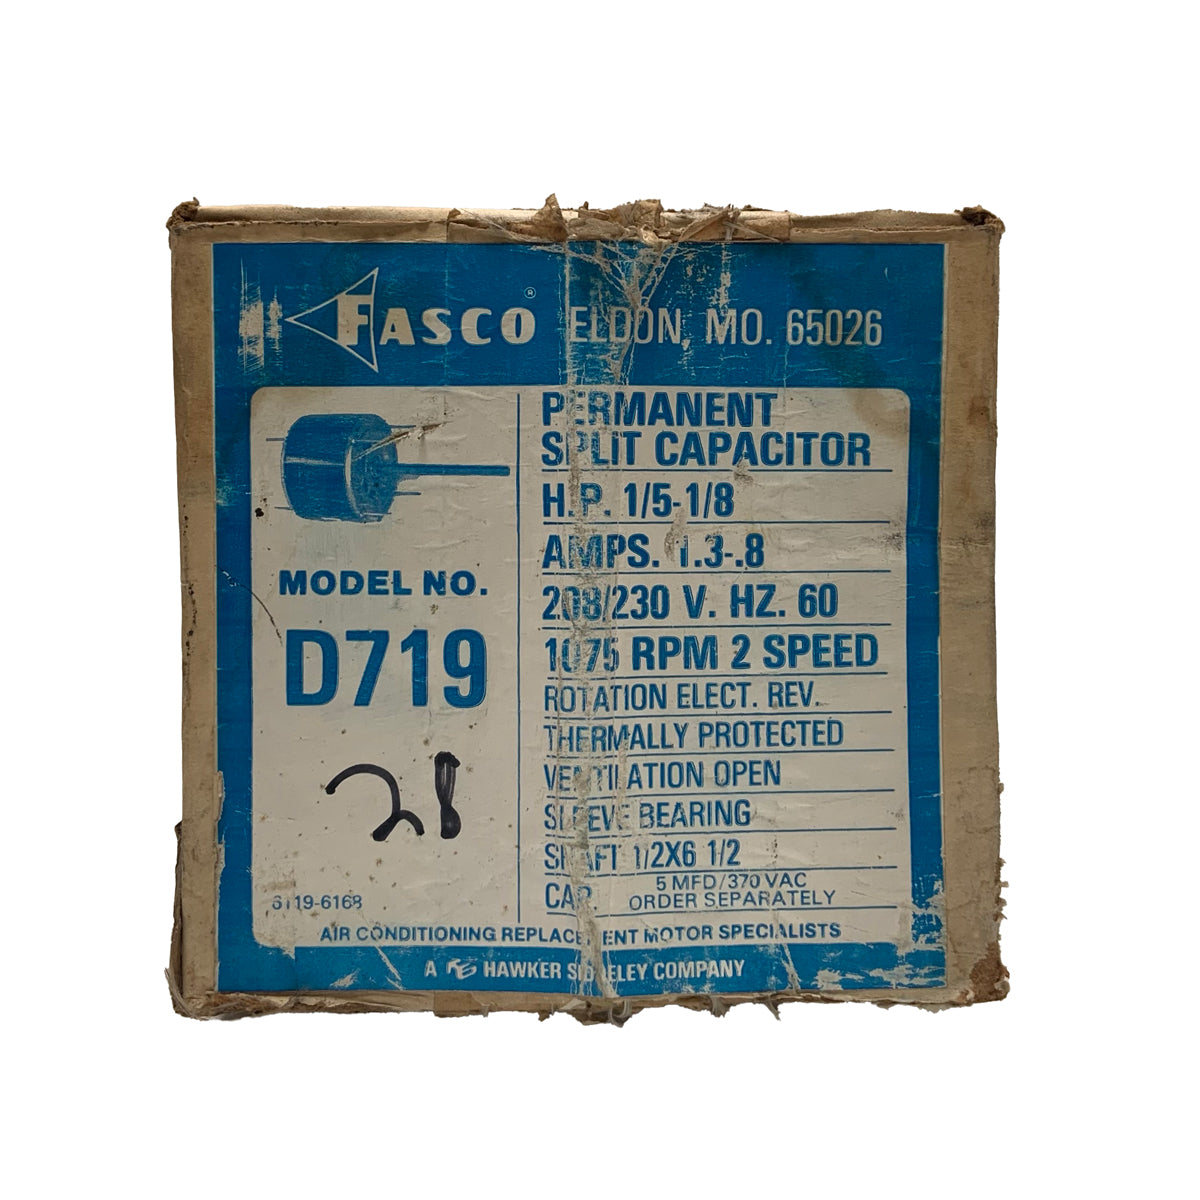 FASCO® ELDON, MO. 65026
PERMANENT
SPLIT CAPACITOR
H.P. 1/5-1/8
AMPS. 1.3-.8
208/230 V. HZ. 60
1075 RPM 2 SPEED
ROTATION ELECT. REV.
THERMALLY PROTECTED
VENTILATION OPEN
SLEEVE BEARING
SHAFT 1/2X6 1/2
CAP. 5 MFD/370 VAC
ORDER SEPARATELY
MODEL NO.
D719
28
6119-6168
AIR CONDITIONING REPLACEMENT MOTOR SPECIALISTS
A HAWKER SIDDELEY COMPANY